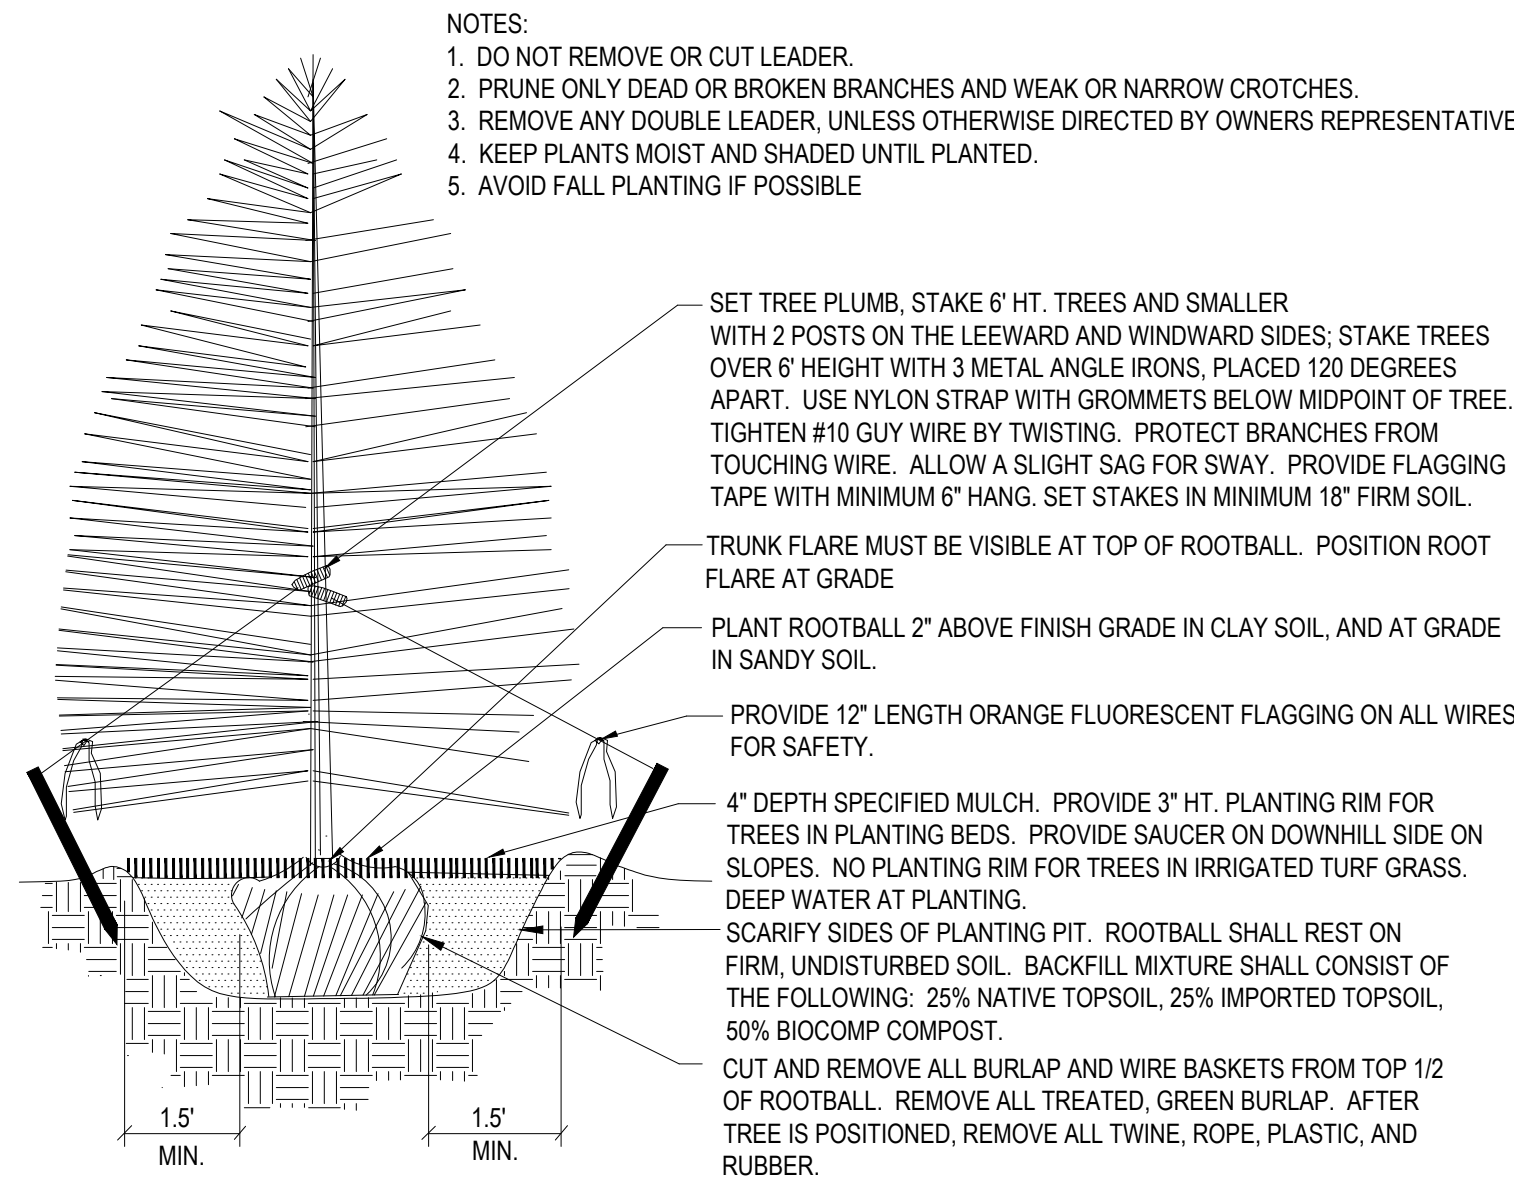 NOTES:
1. DO NOT REMOVE OR CUT LEADER.
2. PRUNE ONLY DEAD OR BROKEN BRANCHES AND WEAK OR NARROW CROTCHES.
3. REMOVE ANY DOUBLE LEADER, UNLESS OTHERWISE DIRECTED BY OWNERS REPRESENTATIVE
4. KEEP PLANTS MOIST AND SHADED UNTIL PLANTED.
5. AVOID FALL PLANTING IF POSSIBLE
SET TREE PLUMB, STAKE 6' HT. TREES AND SMALLER
WITH 2 POSTS ON THE LEEWARD AND WINDWARD SIDES; STAKE TREES
OVER 6' HEIGHT WITH 3 METAL ANGLE IRONS, PLACED 120 DEGREES
APART. USE NYLON STRAP WITH GROMMETS BELOW MIDPOINT OF TREE.
TIGHTEN #10 GUY WIRE BY TWISTING. PROTECT BRANCHES FROM
TOUCHING WIRE. ALLOW A SLIGHT SAG FOR SWAY. PROVIDE FLAGGING
TAPE WITH MINIMUM 6" HANG. SET STAKES IN MINIMUM 18" FIRM SOIL.
TRUNK FLARE MUST BE VISIBLE AT TOP OF ROOTBALL. POSITION ROOT
FLARE AT GRADE
PLANT ROOTBALL 2" ABOVE FINISH GRADE IN CLAY SOIL, AND AT GRADE
IN SANDY SOIL.
PROVIDE 12" LENGTH ORANGE FLUORESCENT FLAGGING ON ALL WIRES
FOR SAFETY.
4" DEPTH SPECIFIED MULCH. PROVIDE 3" HT. PLANTING RIM FOR
TREES IN PLANTING BEDS. PROVIDE SAUCER ON DOWNHILL SIDE ON
SLOPES. NO PLANTING RIM FOR TREES IN IRRIGATED TURF GRASS.
DEEP WATER AT PLANTING.
SCARIFY SIDES OF PLANTING PIT. ROOTBALL SHALL REST ON
FIRM, UNDISTURBED SOIL. BACKFILL MIXTURE SHALL CONSIST OF
THE FOLLOWING: 25% NATIVE TOPSOIL, 25% IMPORTED TOPSOIL,
50% BIOCOMP COMPOST.
CUT AND REMOVE ALL BURLAP AND WIRE BASKETS FROM TOP 1/2
OF ROOTBALL. REMOVE ALL TREATED, GREEN BURLAP. AFTER
TREE IS POSITIONED, REMOVE ALL TWINE, ROPE, PLASTIC, AND
RUBBER.
1.5'
MIN.
1.5'
MIN.